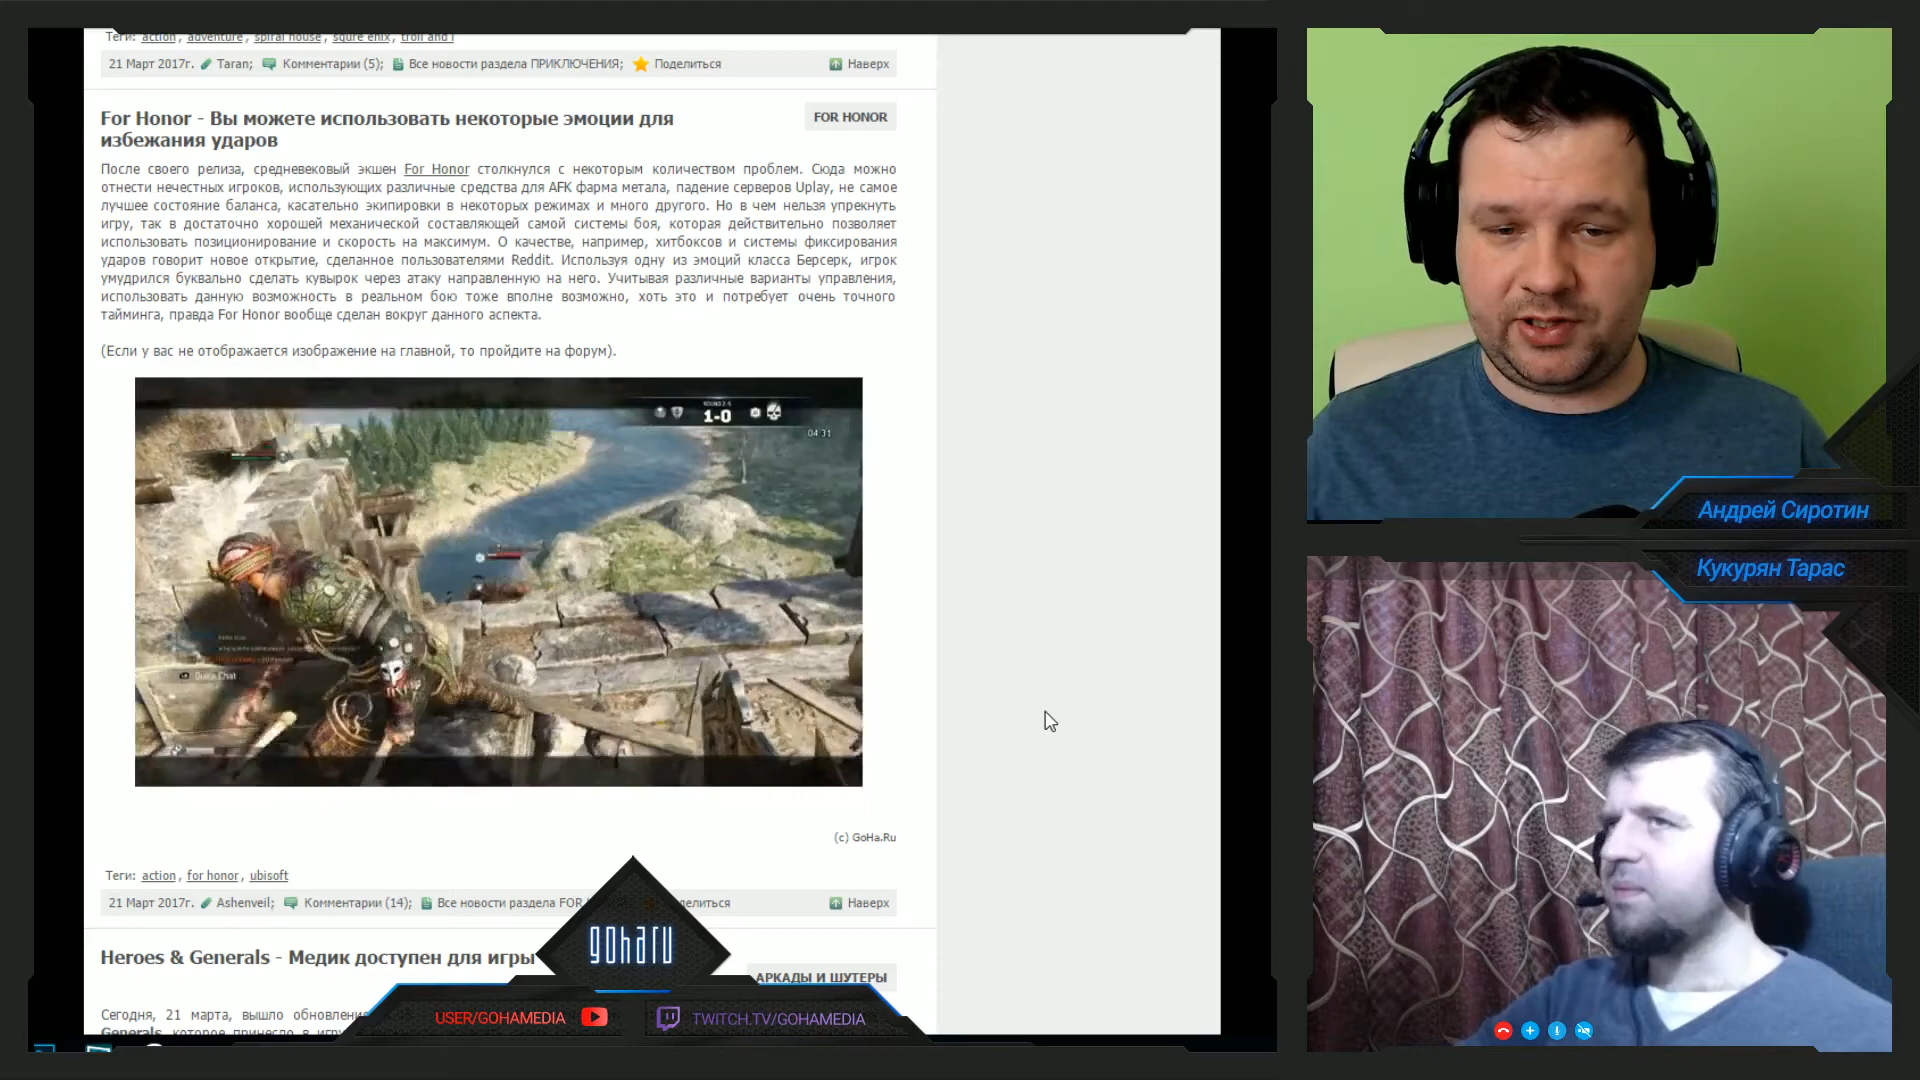 Теги: action , adventure , spiral house , squre enix , troll and i
21 Март 2017г. Taran; Комментарии (5); Все новости раздела ПРИКЛЮЧЕНИЯ; Поделиться Наверх
For Honor - Вы можете использовать некоторые эмоции для
избежания ударов
FOR HONOR
После своего релиза, средневековый экшен For Honor столкнулся с некоторым количеством проблем. Сюда можно
отнести нечестных игроков, использующих различные средства для AFK фарма метала, падение серверов Uplay, не самое
лучшее состояние баланса, касательно экипировки в некоторых режимах и много другого. Но в чем нельзя упрекнуть
игру, так в достаточно хорошей механической составляющей самой системы боя, которая действительно позволяет
использовать позиционирование и скорость на максимум. О качестве, например, хитбоксов и системы фиксирования
ударов говорит новое открытие, сделанное пользователями Reddit. Используя одну из эмоций класса Берсерк, игрок
умудрился буквально сделать кувырок через атаку направленную на него. Учитывая различные варианты управления,
использовать данную возможность в реальном бою тоже вполне возможно, хоть это и потребует очень точного
тайминга, правда For Honor вообще сделан вокруг данного аспекта.
(Если у вас не отображается изображение на главной, то пройдите на форум).
1-0
04:31
Quick Chat
(c) GoHa.Ru
Теги: action , for honor , ubisoft
21 Март 2017г. Ashenveil; Комментарии (14); Все новости раздела FOR Наверх
Heroes & Generals - Медик доступен для игры
АРКАДЫ И ШУТЕРЫ
Сегодня, 21 марта, вышло обновление
Generals, которое принесло в игру
goharu
USER/GOHAMEDIA
TWITCH.TV/GOHAMEDIA
Андрей Сиротин
Кукурян Тарас